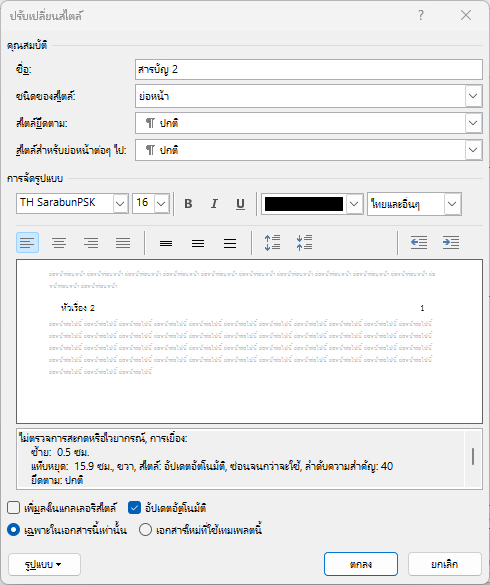 ปรับเปลี่ยนสไตล์
?
คุณสมบัติ
ชื่อ: สารบัญ 2
ชนิดของสไตล์: ย่อหน้า
สไตล์ยึดตาม: ¶ ปกติ
สไตล์สำหรับย่อหน้าต่อๆ ไป: ¶ ปกติ
การจัดรูปแบบ
TH SarabunPSK 16 B I U ไทยและอื่นๆ
หัวเรื่อง 2 1
ไม่ตรวจการสะกดหรือไวยากรณ์, การเยื้อง:
ซ้าย: 0.5 ซม.
แท็บหยุด: 15.9 ซม., ขวา, สไตล์: อัปเดตอัตโนมัติ, ซ่อนจนกว่าจะใช้, ลำดับความสำคัญ: 40
ยึดตาม: ปกติ
เพิ่มลงในแกลเลอรีสไตล์ อัปเดตอัตโนมัติ
เฉพาะในเอกสารนี้เท่านั้น เอกสารใหม่ที่ใช้เทมเพลตนี้
รูปแบบ ตกลง ยกเลิก